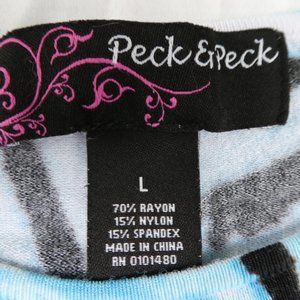 Peck & Peck
L
70% RAYON
15% NYLON
15% SPANDEX
MADE IN CHINA
RN 0101480